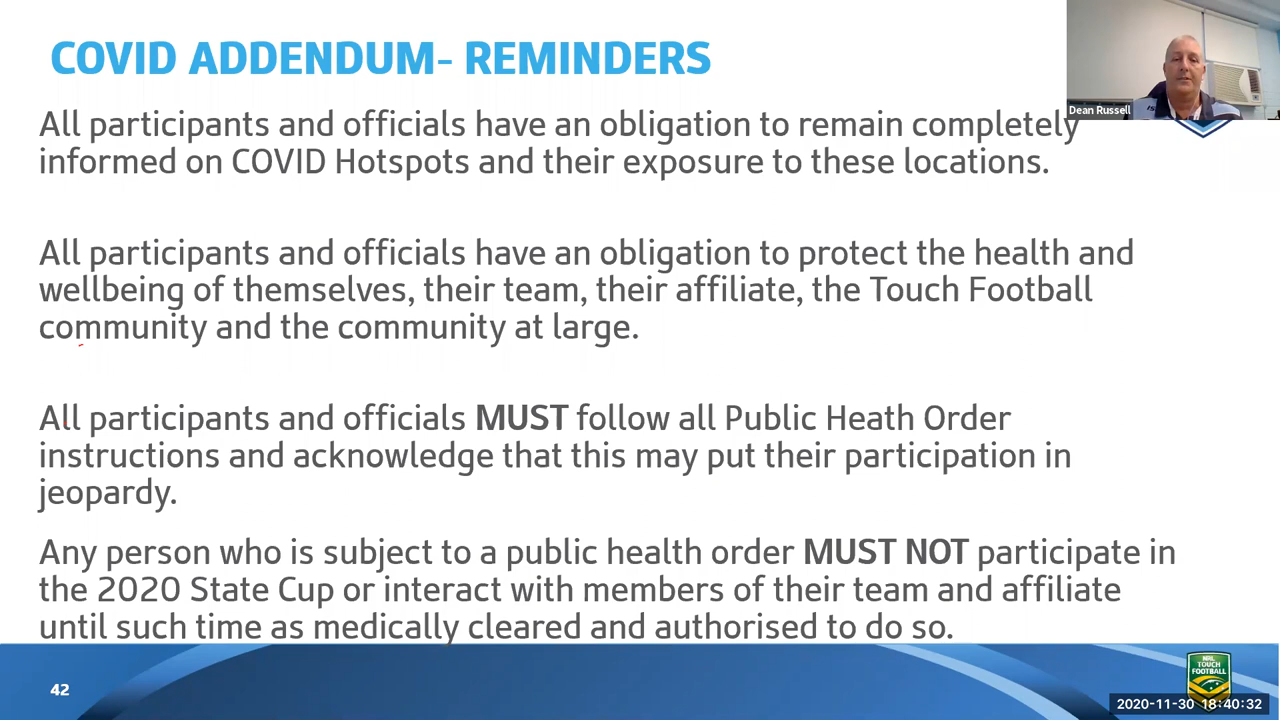 COVID ADDENDUM- REMINDERS
Dean Russell
All participants and officials have an obligation to remain completely
informed on COVID Hotspots and their exposure to these locations.
All participants and officials have an obligation to protect the health and
wellbeing of themselves, their team, their affiliate, the Touch Football
community and the community at large.
All participants and officials MUST follow all Public Heath Order
instructions and acknowledge that this may put their participation in
jeopardy.
Any person who is subject to a public health order MUST NOT participate in
the 2020 State Cup or interact with members of their team and affiliate
until such time as medically cleared and authorised to do so.
42
NRL
TOUCH
FOOTBALL
2020-11-30 18:40:32